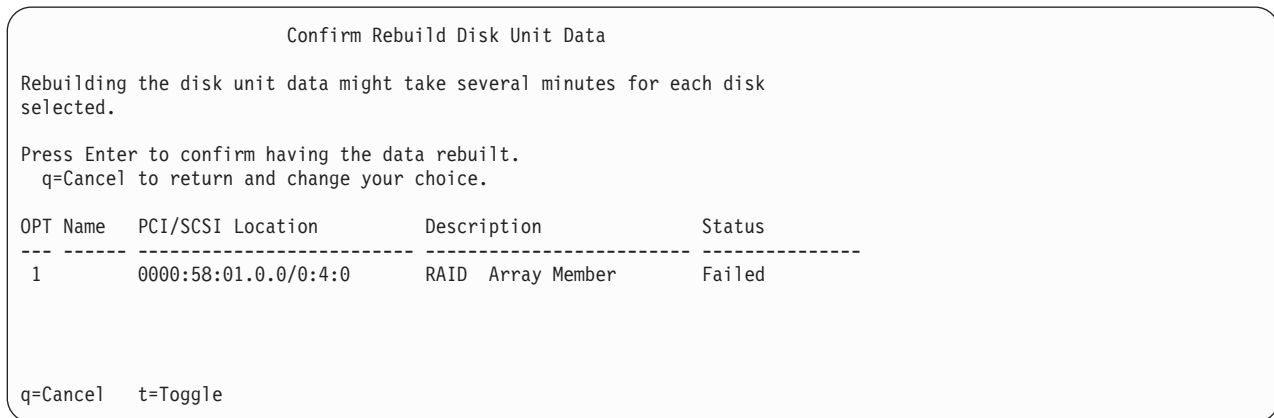 Confirm Rebuild Disk Unit Data
Rebuilding the disk unit data might take several minutes for each disk
selected.
Press Enter to confirm having the data rebuilt.
q=Cancel to return and change your choice.
OPT Name   PCI/SCSI Location          Description               Status
--- ------ -------------------------- ------------------------- ---------------
1         0000:58:01.0.0/0:4:0       RAID  Array Member        Failed
q=Cancel   t=Toggle